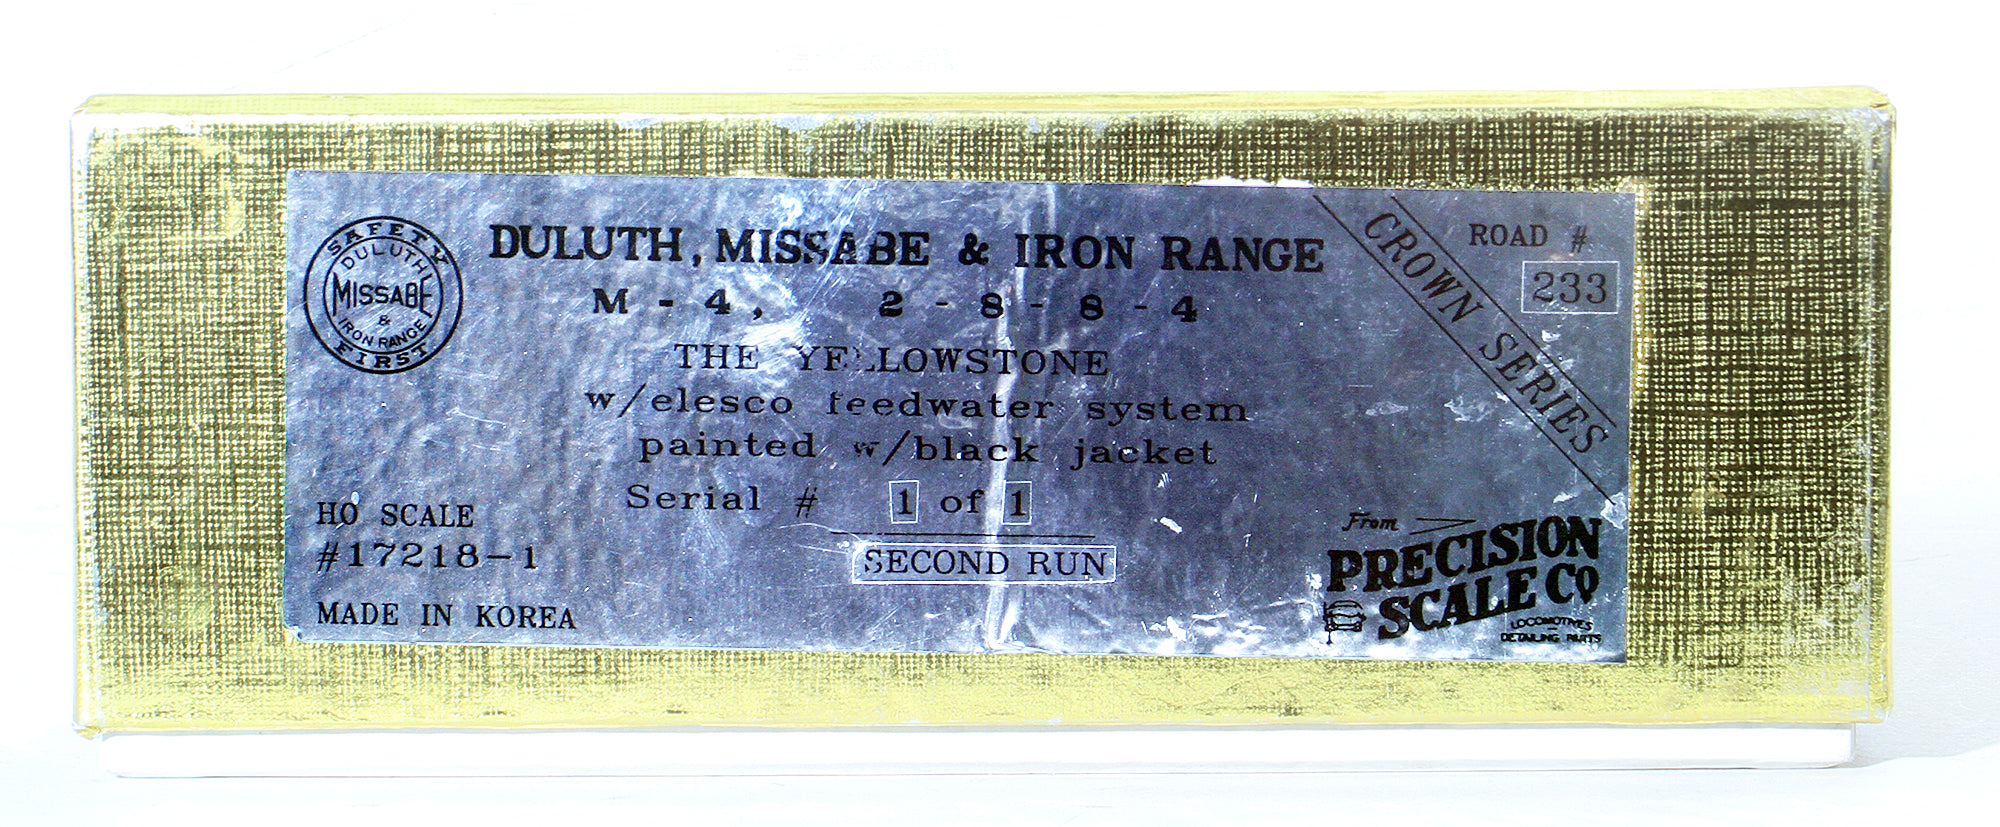 SAFETY
DULUTH
MISSABE
&
IRON RANGE
FIRST
DULUTH, MISSABE & IRON RANGE
M - 4, 2 - 8 - 8 - 4
THE YELLOWSTONE
w/elesco feedwater system
painted w/black jacket
Serial # 1 of 1
SECOND RUN
HO SCALE
#17218-1
MADE IN KOREA
CROWN SERIES
ROAD #
233
From
PRECISION
SCALE CO
LOCOMOTIVES
DETAILING PARTS